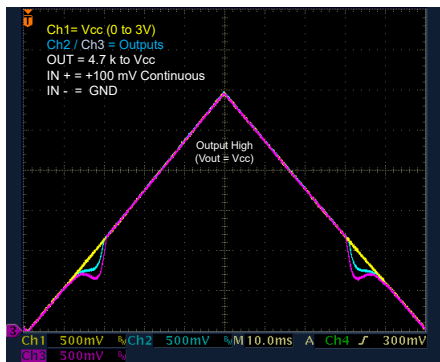 Ch1= Vcc (0 to 3V)
Ch2 / Ch3 = Outputs
OUT = 4.7 k to Vcc
IN + = +100 mV Continuous
IN - = GND
Output High
(Vout = Vcc)
3
Ch1 500mV Ch2 500mV M 10.0ms A Ch4 300mV
Ch3 500mV